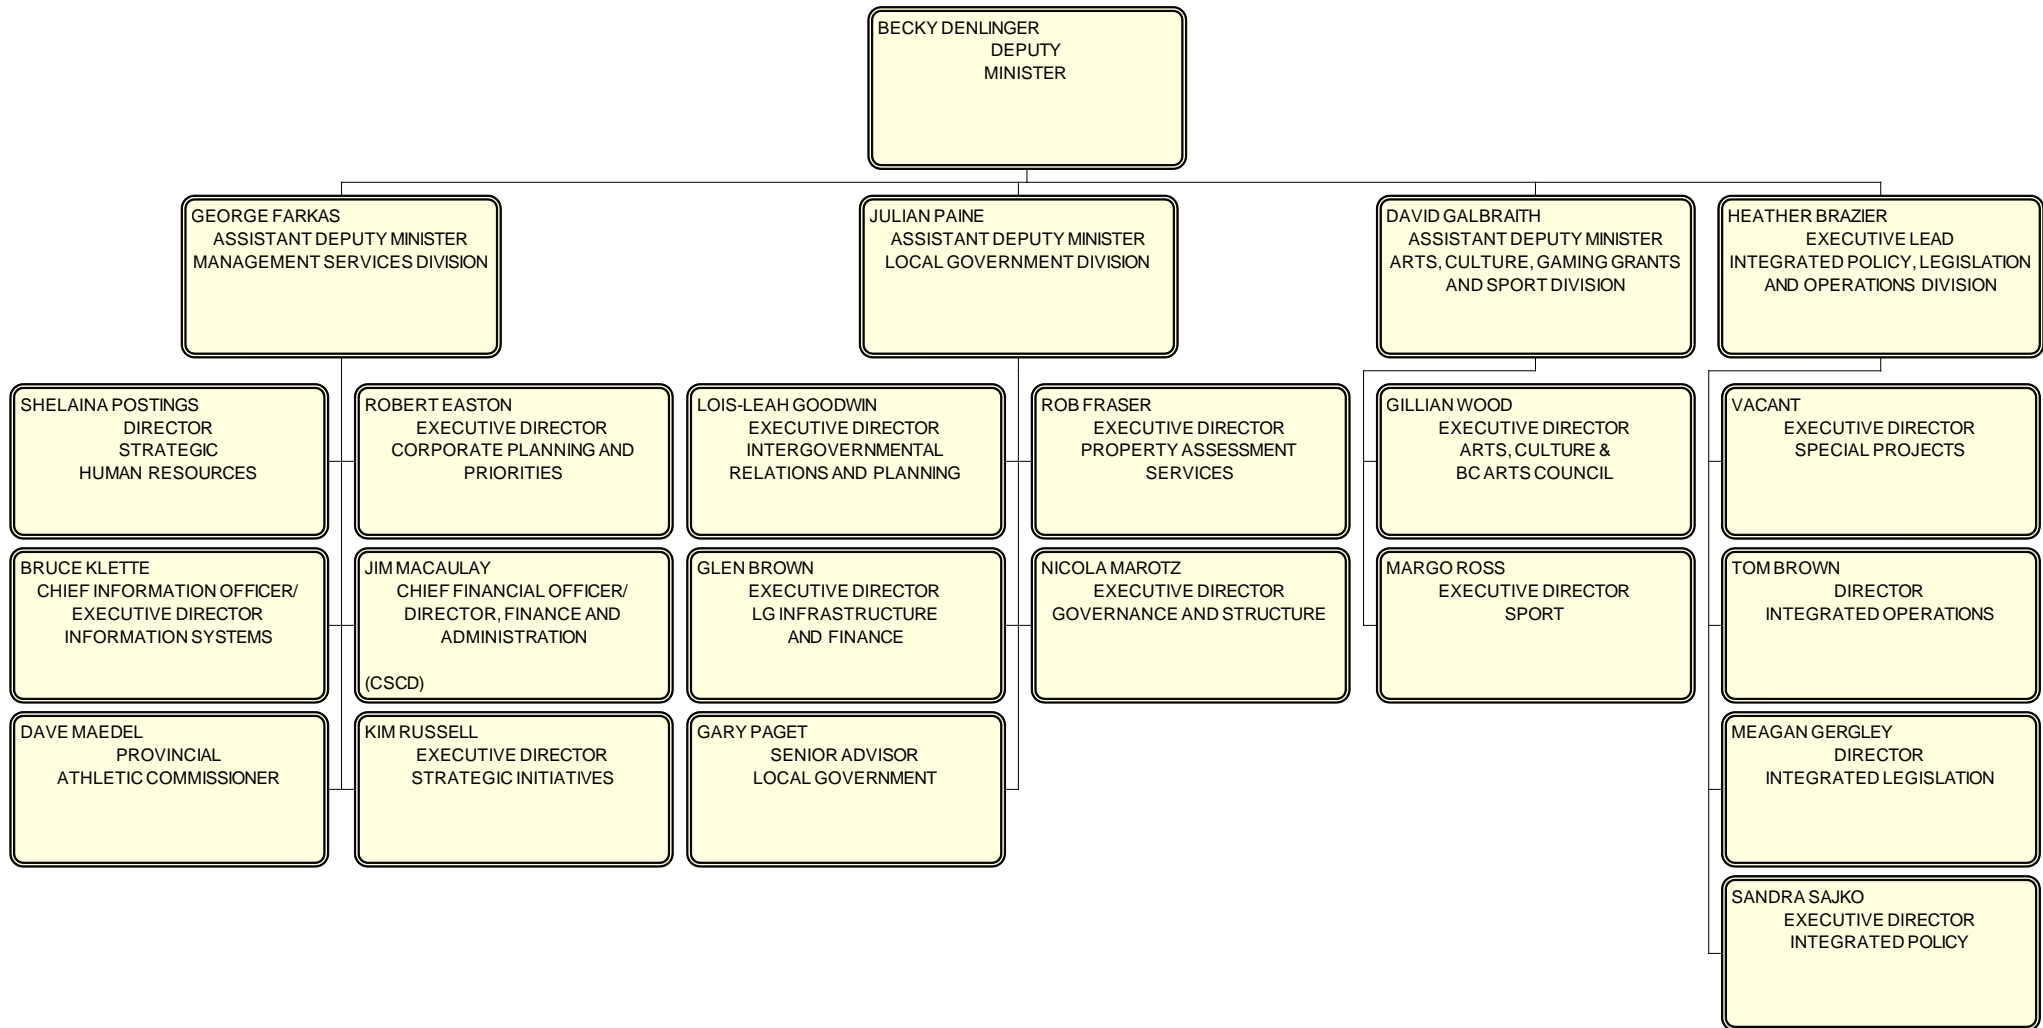 BECKY DENLINGER
DEPUTY
MINISTER
GEORGE FARKAS
ASSISTANT DEPUTY MINISTER
MANAGEMENT SERVICES DIVISION
JULIAN PAINE
ASSISTANT DEPUTY MINISTER
LOCAL GOVERNMENT DIVISION
DAVID GALBRAITH
ASSISTANT DEPUTY MINISTER
ARTS, CULTURE, GAMING GRANTS
AND SPORT DIVISION
HEATHER BRAZIER
EXECUTIVE LEAD
INTEGRATED POLICY, LEGISLATION
AND OPERATIONS DIVISION
SHELAINA POSTINGS
DIRECTOR
STRATEGIC
HUMAN RESOURCES
ROBERT EASTON
EXECUTIVE DIRECTOR
CORPORATE PLANNING AND
PRIORITIES
LOIS-LEAH GOODWIN
EXECUTIVE DIRECTOR
INTERGOVERNMENTAL
RELATIONS AND PLANNING
ROB FRASER
EXECUTIVE DIRECTOR
PROPERTY ASSESSMENT
SERVICES
GILLIAN WOOD
EXECUTIVE DIRECTOR
ARTS, CULTURE &
BC ARTS COUNCIL
VACANT
EXECUTIVE DIRECTOR
SPECIAL PROJECTS
BRUCE KLETTE
CHIEF INFORMATION OFFICER/
EXECUTIVE DIRECTOR
INFORMATION SYSTEMS
JIM MACAULAY
CHIEF FINANCIAL OFFICER/
DIRECTOR, FINANCE AND
ADMINISTRATION
(CSCD)
GLEN BROWN
EXECUTIVE DIRECTOR
LG INFRASTRUCTURE
AND FINANCE
NICOLA MAROTZ
EXECUTIVE DIRECTOR
GOVERNANCE AND STRUCTURE
MARGO ROSS
EXECUTIVE DIRECTOR
SPORT
TOM BROWN
DIRECTOR
INTEGRATED OPERATIONS
DAVE MAEDEL
PROVINCIAL
ATHLETIC COMMISSIONER
KIM RUSSELL
EXECUTIVE DIRECTOR
STRATEGIC INITIATIVES
GARY PAGET
SENIOR ADVISOR
LOCAL GOVERNMENT
MEAGAN GERGLEY
DIRECTOR
INTEGRATED LEGISLATION
SANDRA SAJKO
EXECUTIVE DIRECTOR
INTEGRATED POLICY